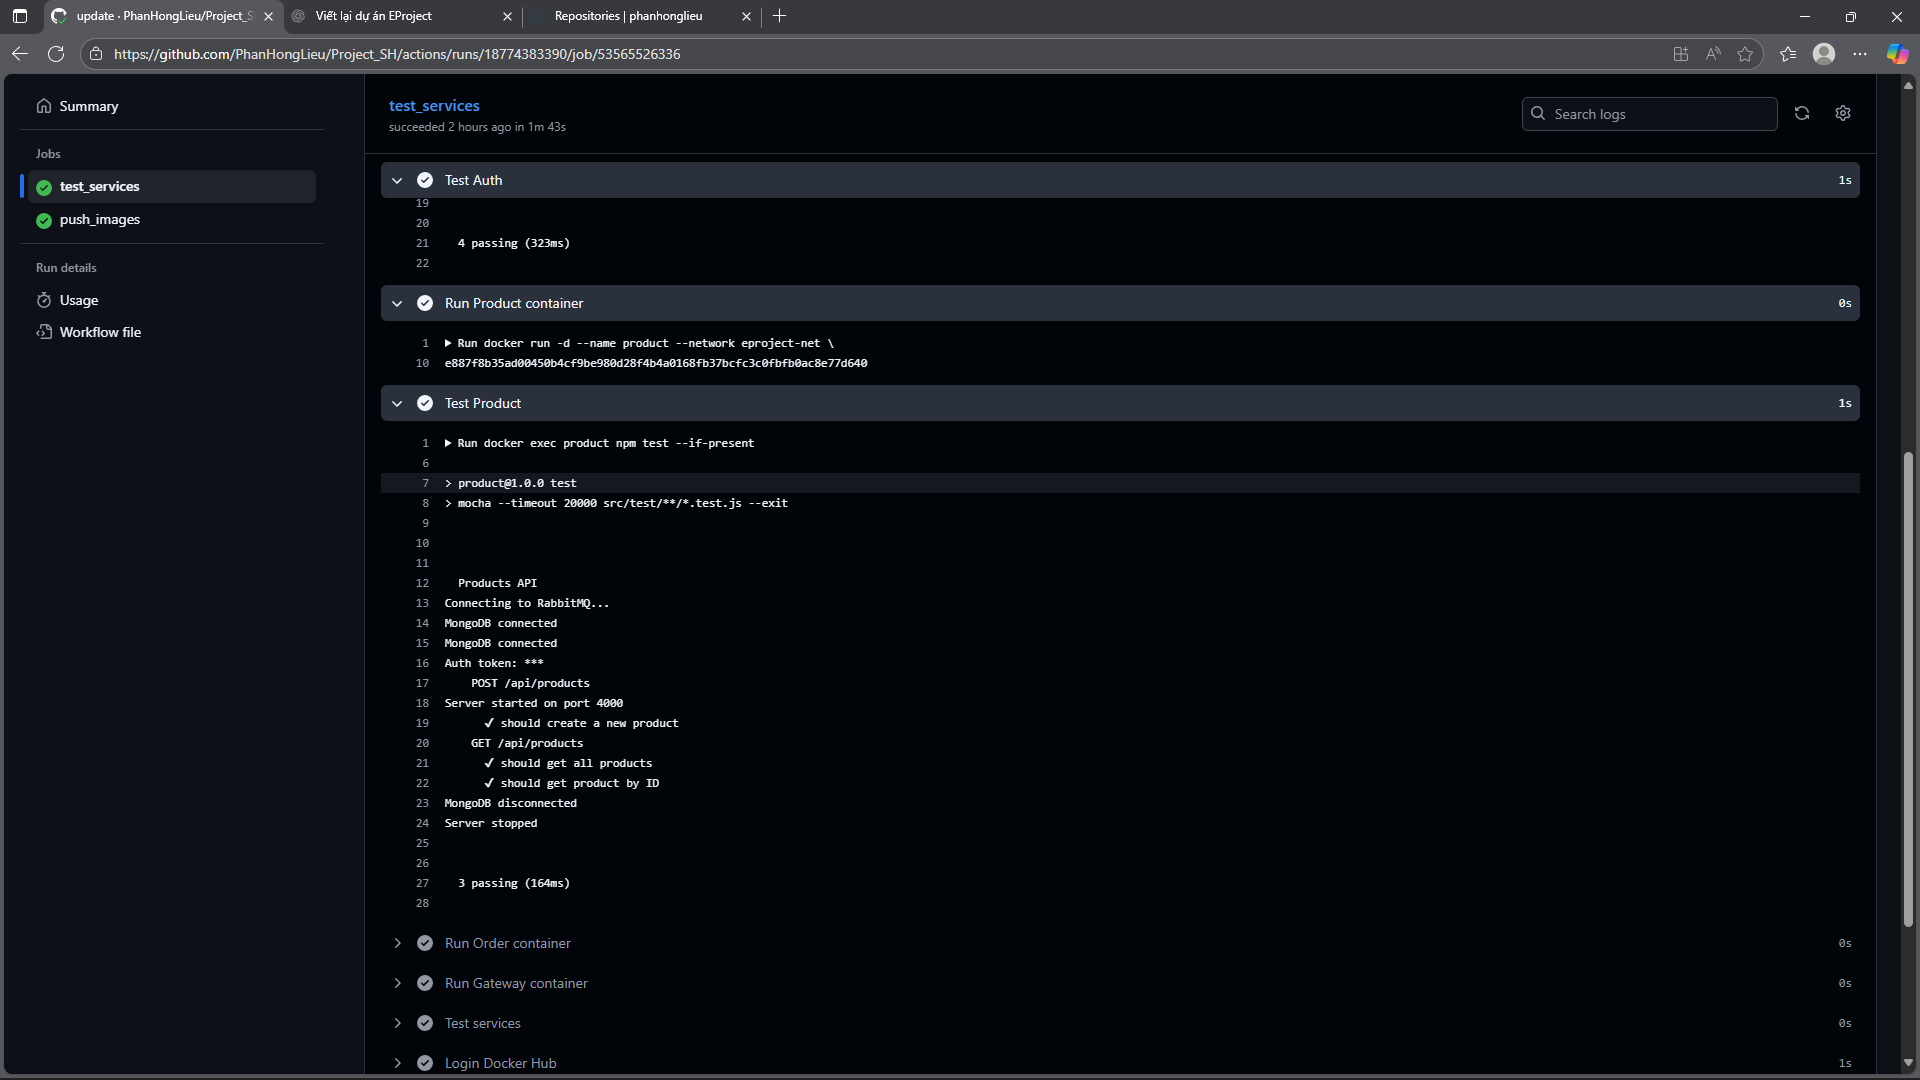 update · PhanHongLieu/Project_S
Viết lại dự án EProject
Repositories | phanhonglieu
https://github.com/PhanHongLieu/Project_SH/actions/runs/18774383390/job/53565526336
Summary
Jobs
test_services
push_images
Run details
Usage
Workflow file
test_services
succeeded 2 hours ago in 1m 43s
Search logs
Test Auth 1s
19
20
21 4 passing (323ms)
22
Run Product container 0s
1 Run docker run -d --name product --network eproject-net \
10 e887f8b35ad00450b4cf9be980d28f4b4a0168fb37bcfc3c0fbfb0ac8e77d640
Test Product 1s
1 Run docker exec product npm test --if-present
6
7 > product@1.0.0 test
8 > mocha --timeout 20000 src/test/**/*.test.js --exit
9
10
11
12 Products API
13 Connecting to RabbitMQ...
14 MongoDB connected
15 MongoDB connected
16 Auth token: ***
17 POST /api/products
18 Server started on port 4000
19 ✓ should create a new product
20 GET /api/products
21 ✓ should get all products
22 ✓ should get product by ID
23 MongoDB disconnected
24 Server stopped
25
26
27 3 passing (164ms)
28
Run Order container 0s
Run Gateway container 0s
Test services 0s
Login Docker Hub 1s